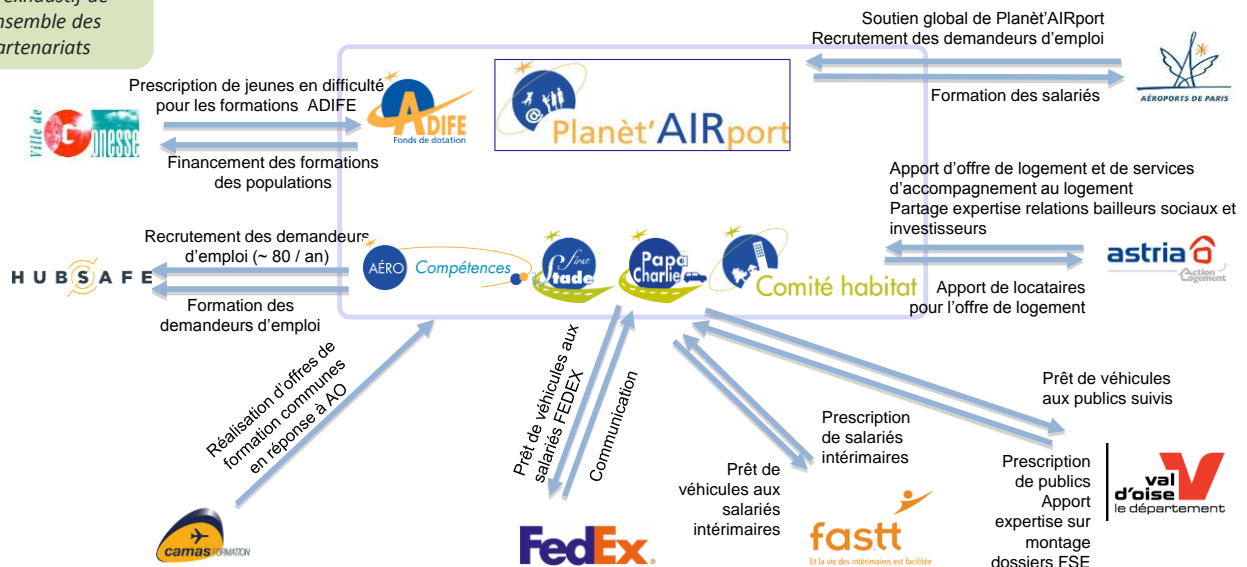 exhaustif de
ensemble des
partenariats
Soutien global de Planèt'AIRport
Recrutement des demandeurs d'emploi
Formation des salariés
AÉROPORTS DE PARIS
Prescription de jeunes en difficulté
pour les formations ADIFE
Ville de
Gonesse
ADIFE
Fonds de dotation
Planèt'AIRport
Financement des formations
des populations
Apport d'offre de logement et de services
d'accompagnement au logement
Partage expertise relations bailleurs sociaux et
investisseurs
astria
Action
Logement
Apport de locataires
pour l'offre de logement
Recrutement des demandeurs
d'emploi (~ 80 / an)
HUBSAFE
Formation des
demandeurs d'emploi
AÉRO Compétences
first
Stade
Papa
Charlie
Comité habitat
Réalisation d'offres de
formation communes
en réponse à AO
camas FORMATION
Prêt de véhicules aux
salariés FEDEX
Communication
FedEx.
Prêt de
véhicules aux
salariés
intérimaires
Prescription
de salariés
intérimaires
fastt
Et la vie des intérimaires est facilitée
Prêt de véhicules
aux publics suivis
Prescription
de publics
Apport
expertise sur
montage
dossiers FSE
val
d'oise
le département